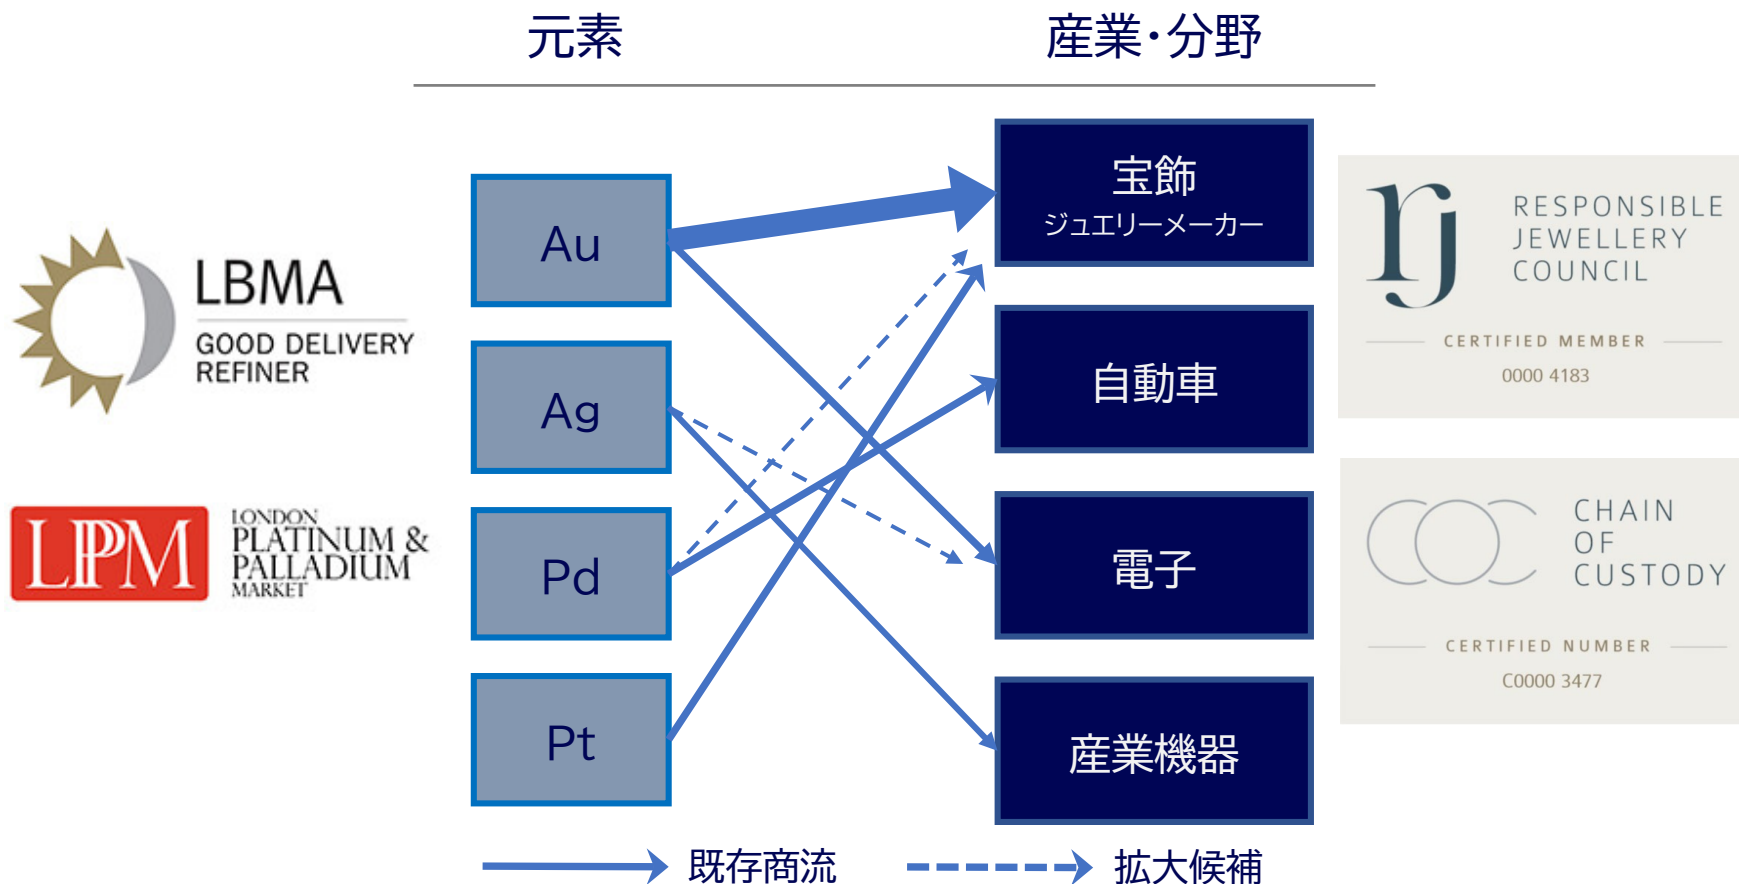 元素
産業・分野
LBMA
GOOD DELIVERY
REFINER
LPPM
LONDON
PLATINUM &
PALLADIUM
MARKET
Au
Ag
Pd
Pt
宝飾
ジュエリーメーカー
自動車
電子
産業機器
rj
RESPONSIBLE
JEWELLERY
COUNCIL
CERTIFIED MEMBER
0000 4183
COC
CHAIN
OF
CUSTODY
CERTIFIED NUMBER
C0000 3477
既存商流
拡大候補